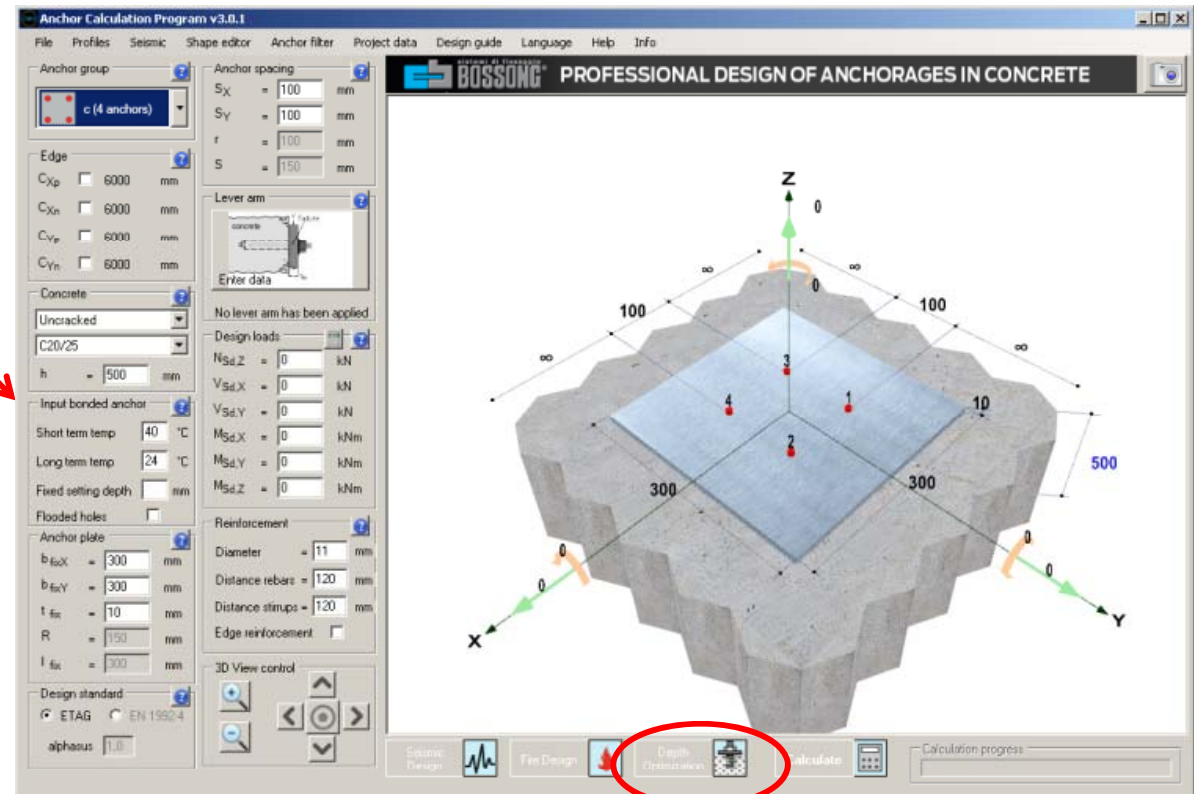 Anchor Calculation Program v3.0.1
File Profiles Seismic Shape editor Anchor filter Project data Design guide Language Help Info
Anchor group
c (4 anchors)
Edge
CXp 6000 mm
CXn 6000 mm
CYp 6000 mm
CYn 6000 mm
Concrete
Uncracked
C20/25
h = 500 mm
Input bonded anchor
Short term temp 40 °C
Long term temp 24 °C
Fixed setting depth mm
Flooded holes
Anchor plate
b fixX = 300 mm
b fixY = 300 mm
t fix = 10 mm
R = 150 mm
l fix = 300 mm
Design standard
ETAG EN 1992-4
alphasus 1.0
Anchor spacing
SX = 100 mm
SY = 100 mm
r = 100 mm
S = 150 mm
Lever arm
concrete
Enter data
No lever arm has been applied
Design loads
NSd,Z = 0 kN
VSd,X = 0 kN
VSd,Y = 0 kN
MSd,X = 0 kNm
MSd,Y = 0 kNm
MSd,Z = 0 kNm
Reinforcement
Diameter = 11 mm
Distance rebars = 120 mm
Distance stirrups = 120 mm
Edge reinforcement
3D View control
sistemi di fissaggio
BOSSONG® PROFESSIONAL DESIGN OF ANCHORAGES IN CONCRETE
Z
0
∞ ∞
0
100 100
∞ ∞
3
4 1 10
2
500
300 300
0 0
0 0
X Y
Seismic Design
Fire Design
Depth Optimization
Calculate
Calculation progress